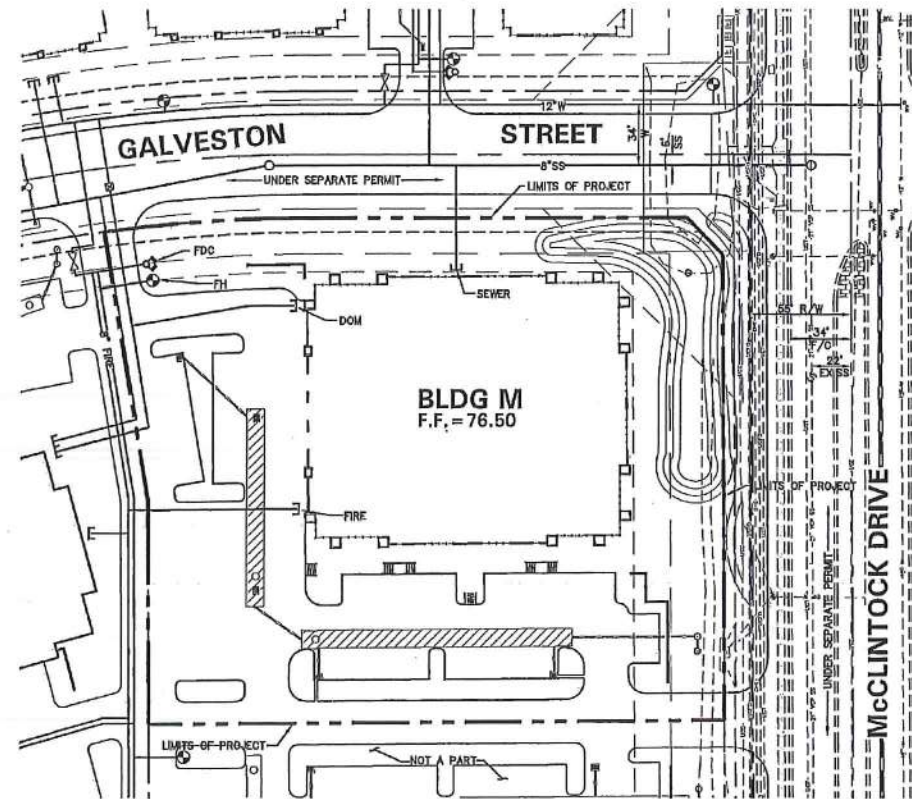 12"W
GALVESTON STREET
34'
W
6'
SS
8"SS
UNDER SEPARATE PERMIT
LIMITS OF PROJECT
FDC
FH
SEWER
DOM
55' R/W
34'
F/C
22'
EX SS
FIRE
BLDG M
F.F.=76.50
LIMITS OF PROJECT
FIRE
McCLINTOCK DRIVE
UNDER SEPARATE PERMIT
LIMITS OF PROJECT
NOT A PART